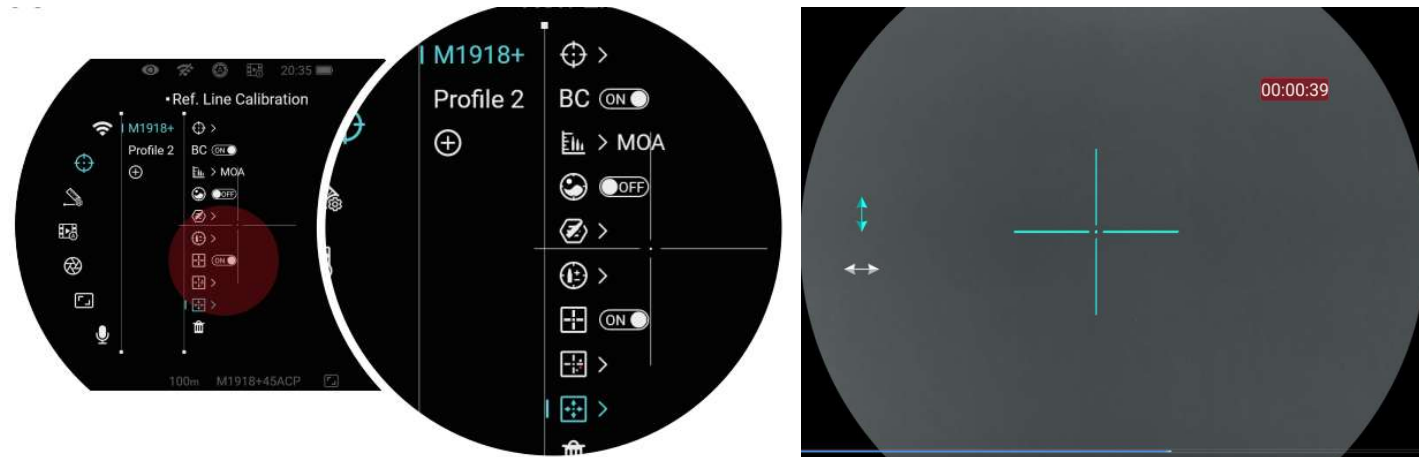 20:35
•Ref. Line Calibration
M1918+
Profile 2
BC ON
> MOA
OFF
ON
100m M1918+45ACP
M1918+
Profile 2
BC ON
> MOA
OFF
ON
00:00:39